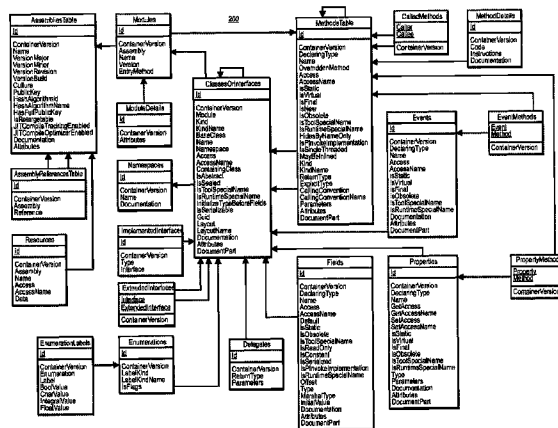 200
AssembliesTable
Id
ContainerVersion
Name
VersionMajor
VersionMinor
VersionRevision
VersionBuild
Culture
PublicKey
HashAlgorithmId
HashAlgorithmName
HasFullPublicKey
IsRetargetable
JITCompileTrackingEnabled
JITCompileOptimizerEnabled
Documentation
Attributes
AssemblyReferencesTable
Id
ContainerVersion
Assembly
Reference
Resources
Id
ContainerVersion
Assembly
Name
Access
AccessName
Data
EnumerationLabels
Id
ContainerVersion
Enumeration
Label
BoolValue
CharValue
IntegralValue
FloatValue
Modules
Id
ContainerVersion
Assembly
Name
Version
EntryMethod
ModuleDetails
Id
ContainerVersion
Attributes
Namespaces
Id
ContainerVersion
Name
Documentation
ImplementedInterfaces
Id
ContainerVersion
Type
Interface
ExtendedInterfaces
Interface
ExtendedInterface
ContainerVersion
Enumerations
Id
ContainerVersion
LabelKind
LabelKindName
IsFlags
ClassesOrInterfaces
Id
ContainerVersion
Module
Kind
KindName
BaseClass
Name
Namespace
Access
AccessName
ContainingClass
IsAbstract
IsSealed
IsToolSpecialName
IsRuntimeSpecialName
InitializeTypeBeforeFields
IsSerializable
Guid
Layout
LayoutName
Documentation
Attributes
DocumentPart
Delegates
Id
ContainerVersion
ReturnType
Parameters
MethodsTable
Id
ContainerVersion
DeclaringType
Name
OverriddenMethod
Access
AccessName
IsStatic
IsVirtual
IsFinal
IsNew
IsObsolete
IsToolSpecialName
IsRuntimeSpecialName
HidesByNameOnly
IsPInvokeImplementation
IsSingleThreaded
MayBeInlined
Kind
KindName
ReturnType
ExplicitType
CallingConvention
CallingConventionName
Parameters
Attributes
DocumentPart
Fields
Id
ContainerVersion
DeclaringType
Name
Access
AccessName
Default
IsStatic
IsObsolete
IsToolSpecialName
IsReadOnly
IsConstant
IsSerialized
IsPInvokeImplementation
IsRuntimeSpecialName
Offset
Type
MarshalType
InitialValue
Documentation
Attributes
DocumentPart
CalledMethods
Caller
Callee
ContainerVersion
MethodDetails
Id
ContainerVersion
Code
Instructions
Documentation
Events
Id
ContainerVersion
DeclaringType
Name
Access
AccessName
IsStatic
IsVirtual
IsFinal
IsObsolete
IsToolSpecialName
IsRuntimeSpecialName
Documentation
Attributes
DocumentPart
EventMethods
Event
Method
ContainerVersion
Properties
Id
ContainerVersion
DeclaringType
Name
GetAccess
GetAccessName
SetAccess
SetAccessName
IsStatic
IsVirtual
IsFinal
IsObsolete
IsToolSpecialName
IsRuntimeSpecialName
Type
Parameters
Documentation
Attributes
DocumentPart
PropertyMethod
Property
Method
ContainerVersion